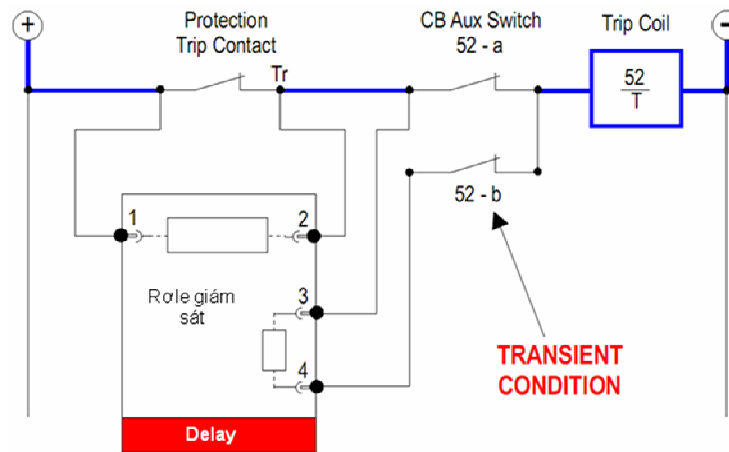 +
Protection
Trip Contact
CB Aux Switch
52 - a
Trip Coil
−
Tr
52
T
52 - b
1
2
Rơle giám
sát
3
4
TRANSIENT
CONDITION
Delay